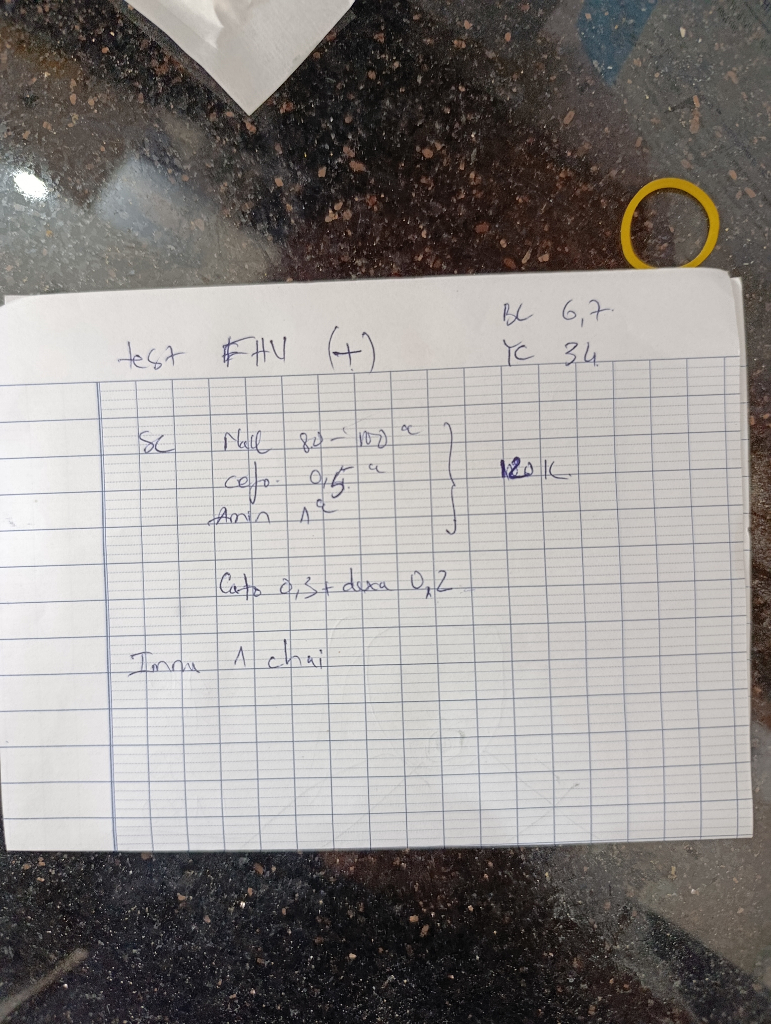 BC 6,7
test FHV (+)
YC 34
SC NaCl 80 - 100 a
cefo. 0,5 a
Amin 1 a
120 K
Cato 0,3 + dexa 0,2
Immu 1 chai